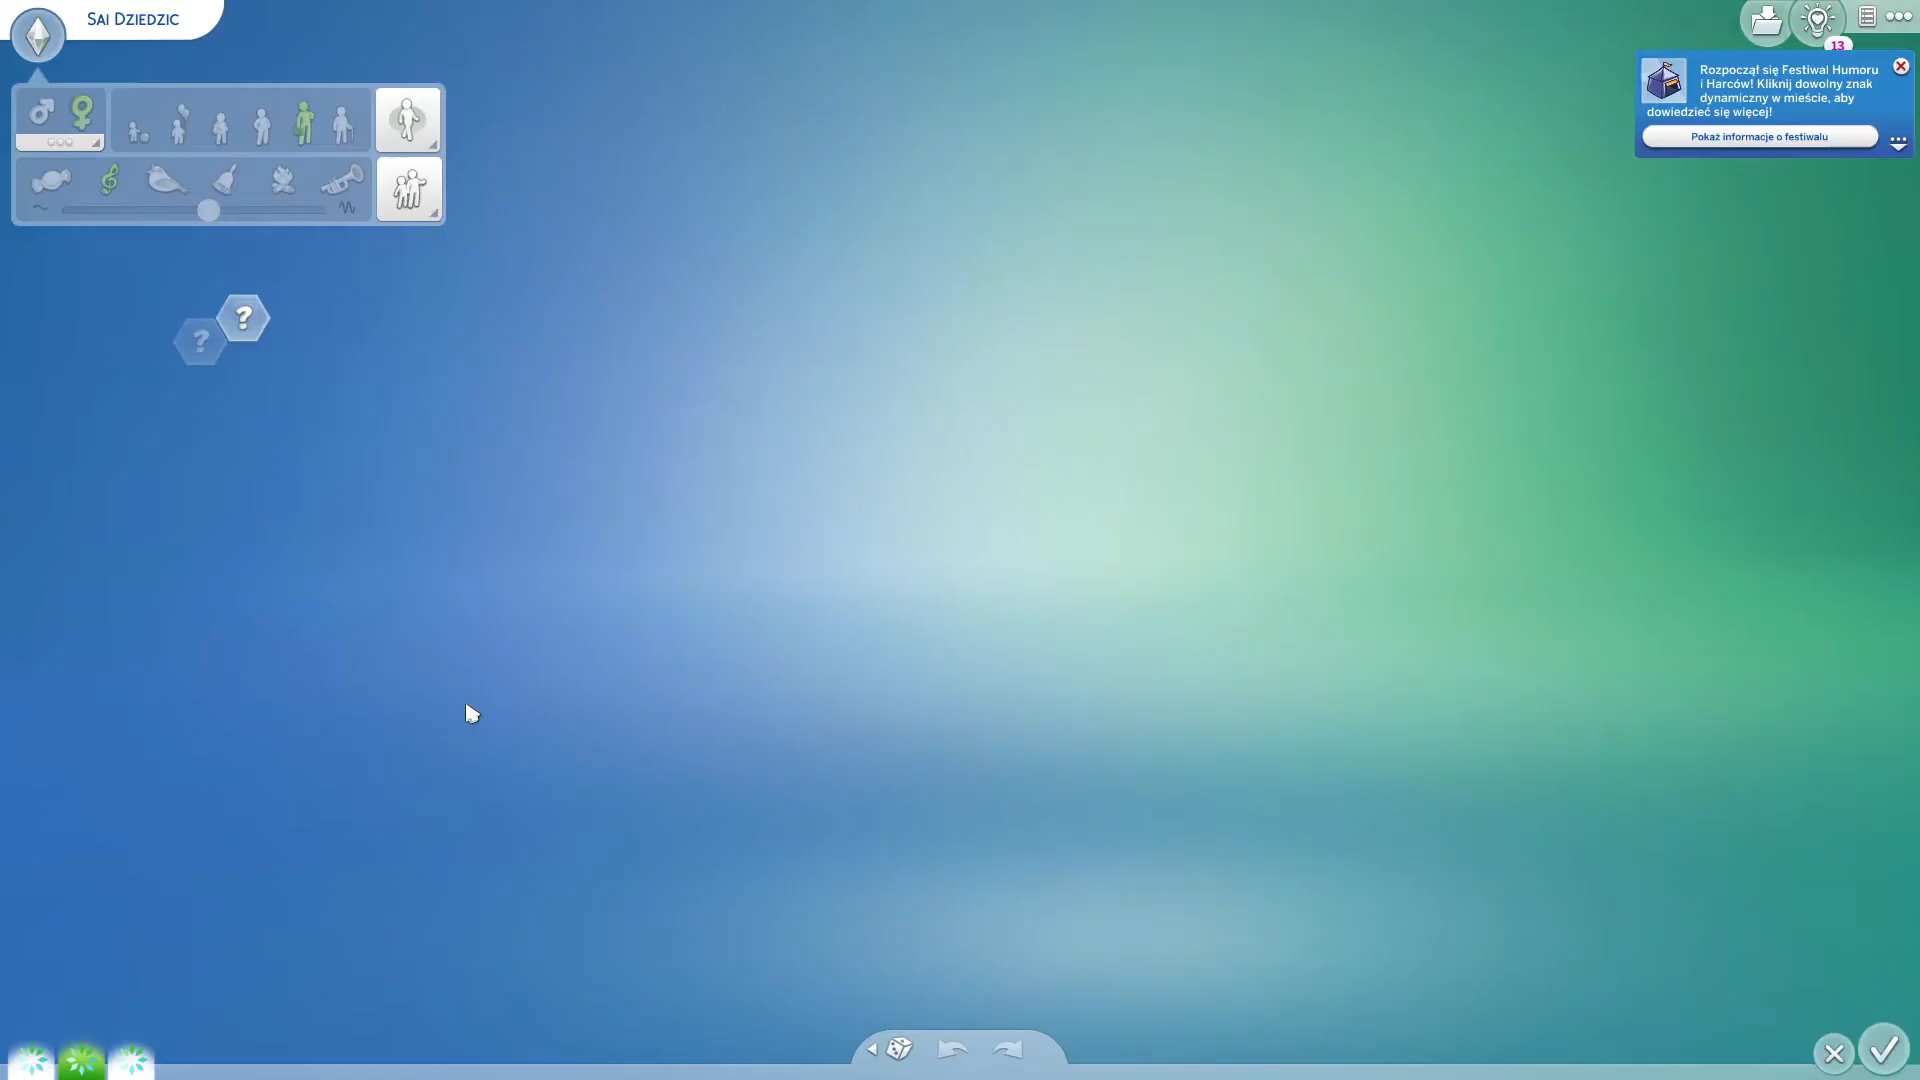 Sai Dziedzic
13
Rozpoczął się Festiwal Humoru
i Harców! Kliknij dowolny znak
dynamiczny w mieście, aby
dowiedzieć się więcej!
Pokaż informacje o festiwalu
?
?